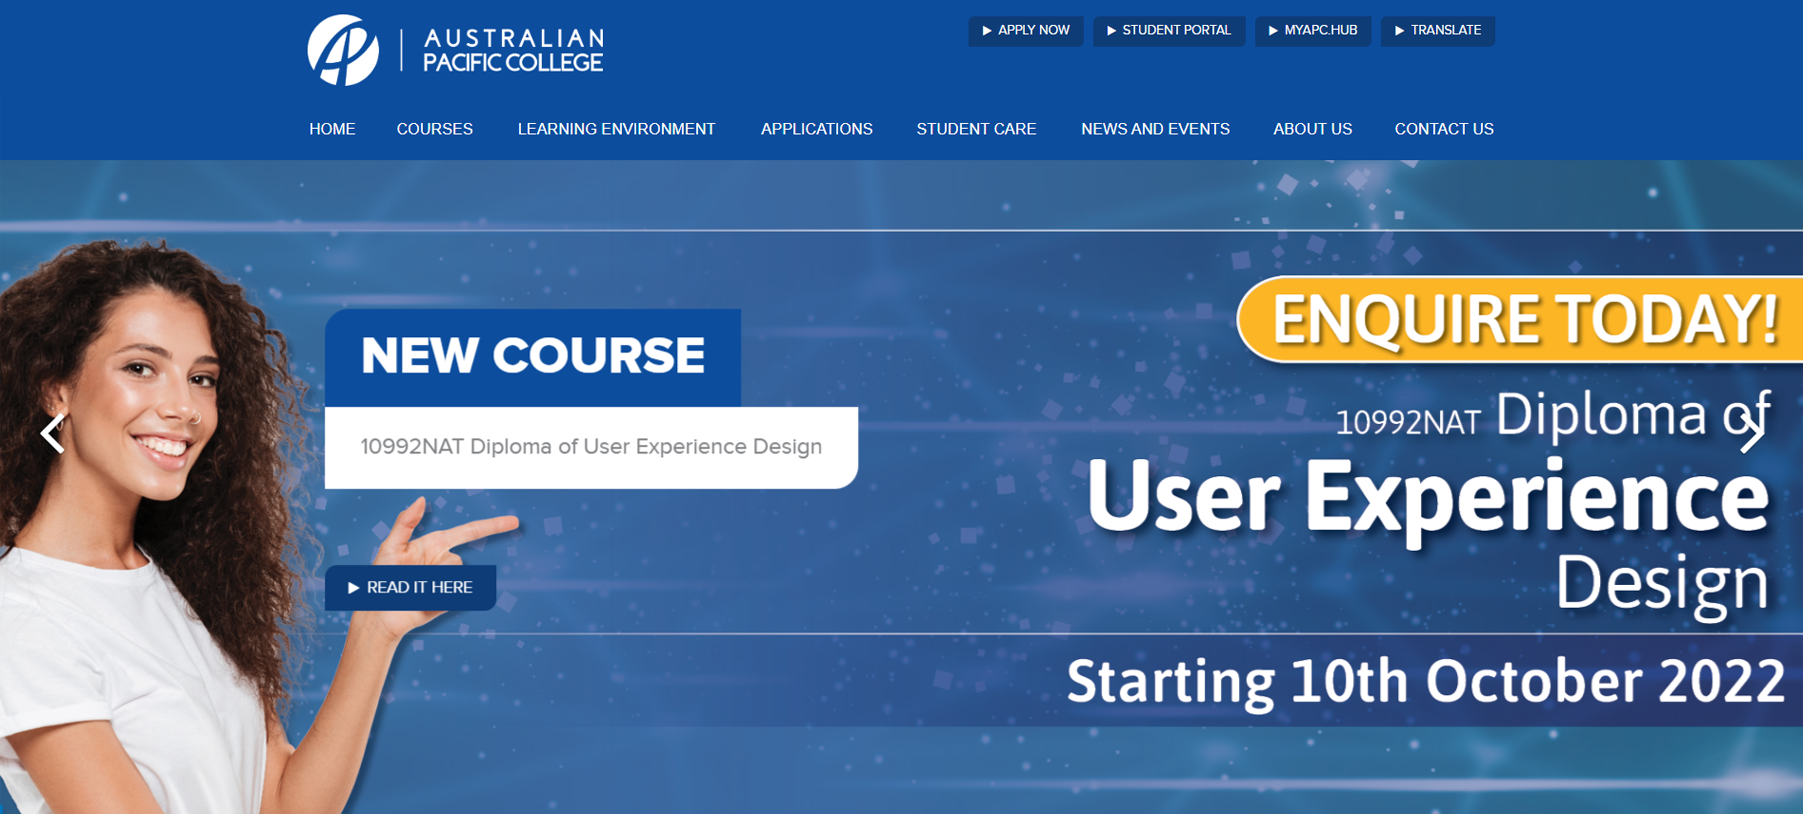 AUSTRALIAN
PACIFIC COLLEGE
APPLY NOW
STUDENT PORTAL
MYAPC.HUB
TRANSLATE
HOME
COURSES
LEARNING ENVIRONMENT
APPLICATIONS
STUDENT CARE
NEWS AND EVENTS
ABOUT US
CONTACT US
NEW COURSE
10992NAT Diploma of User Experience Design
READ IT HERE
ENQUIRE TODAY!
10992NAT Diploma of
User Experience
Design
Starting 10th October 2022